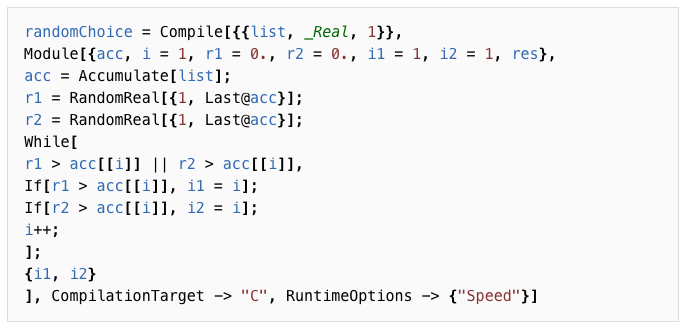 randomChoice = Compile[{{list, _Real, 1}},
Module[{acc, i = 1, r1 = 0., r2 = 0., i1 = 1, i2 = 1, res},
acc = Accumulate[list];
r1 = RandomReal[{1, Last@acc}];
r2 = RandomReal[{1, Last@acc}];
While[
r1 > acc[[i]] || r2 > acc[[i]],
If[r1 > acc[[i]], i1 = i];
If[r2 > acc[[i]], i2 = i];
i++;
];
{i1, i2}
], CompilationTarget -> "C", RuntimeOptions -> {"Speed"}]